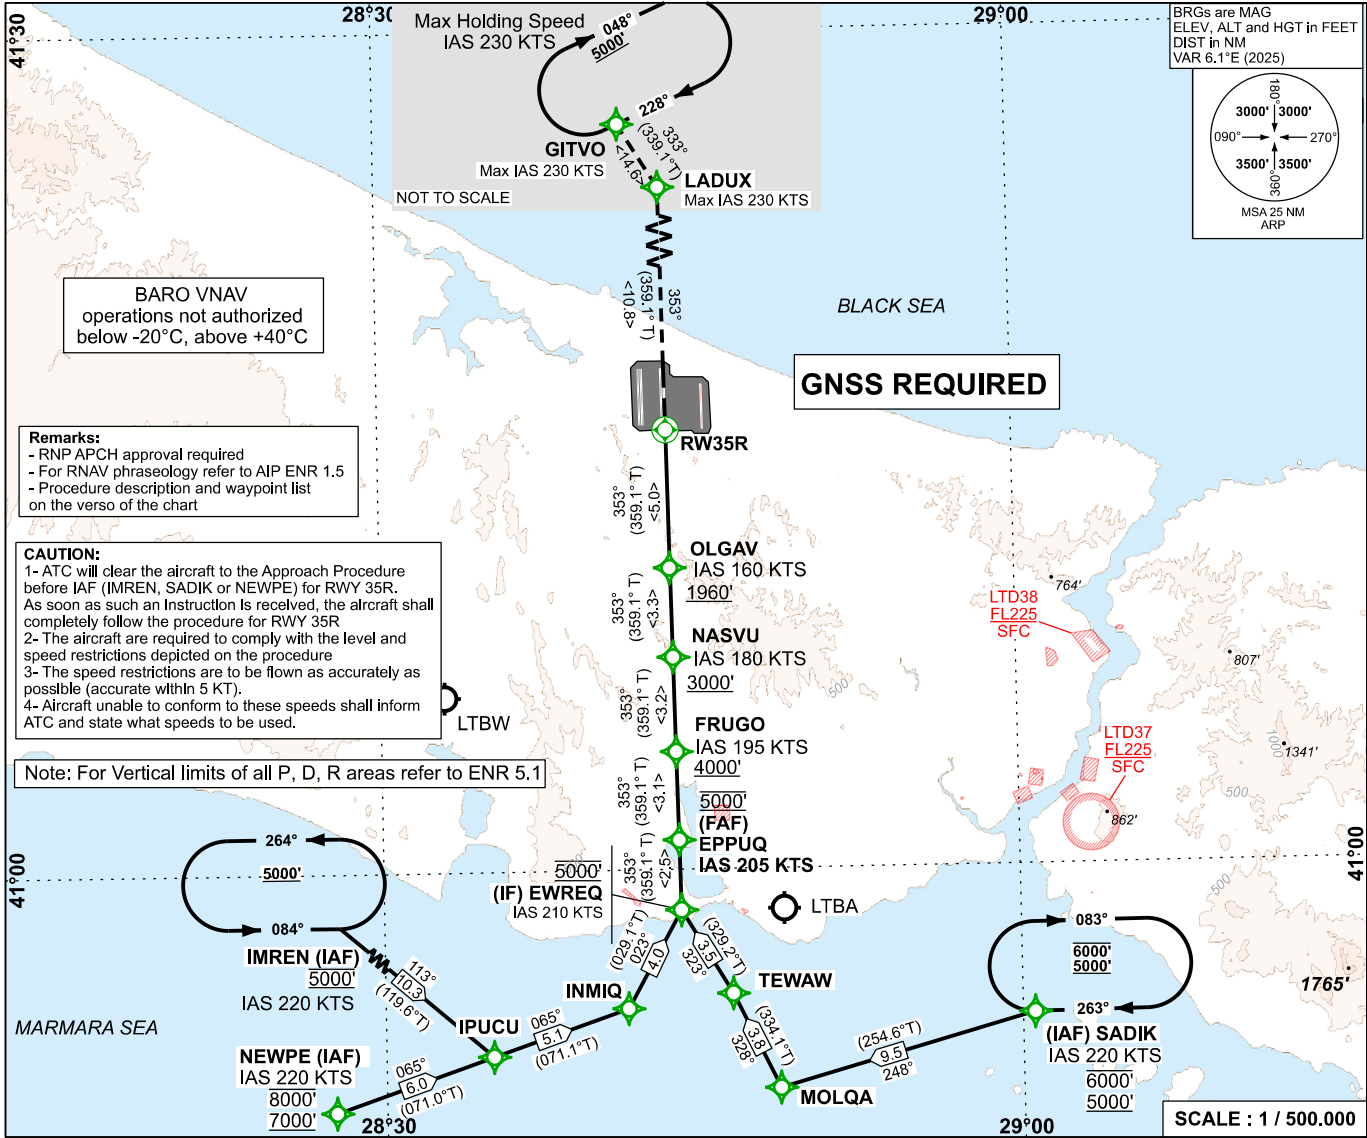 28°30
29°00
41°30
Max Holding Speed
IAS 230 KTS
048°
5000'
228°
GITVO
Max IAS 230 KTS
333°
(339.1°T)
<14.6>
LADUX
Max IAS 230 KTS
NOT TO SCALE
BRGs are MAG
ELEV, ALT and HGT in FEET
DIST in NM
VAR 6.1°E (2025)
180°
3000' 3000'
090° 270°
3500' 3500'
360°
MSA 25 NM
ARP
BARO VNAV
operations not authorized
below -20°C, above +40°C
353°
(359.1° T)
<10.8>
BLACK SEA
GNSS REQUIRED
RW35R
Remarks:
- RNP APCH approval required
- For RNAV phraseology refer to AIP ENR 1.5
- Procedure description and waypoint list
on the verso of the chart
353°
(359.1° T)
<5.0>
CAUTION:
1- ATC will clear the aircraft to the Approach Procedure
before IAF (IMREN, SADIK or NEWPE) for RWY 35R.
As soon as such an instruction is received, the aircraft shall
completely follow the procedure for RWY 35R
2- The aircraft are required to comply with the level and
speed restrictions depicted on the procedure
3- The speed restrictions are to be flown as accurately as
possible (accurate within 5 KT).
4- Aircraft unable to conform to these speeds shall inform
ATC and state what speeds to be used.
OLGAV
IAS 160 KTS
1960'
353°
(359.1° T)
<3.3>
NASVU
IAS 180 KTS
3000'
LTD38
FL225
SFC
764'
807'
500
LTBW
353°
(359.1° T)
<3.2>
FRUGO
IAS 195 KTS
4000'
LTD37
FL225
SFC
1000
1341'
500
862'
Note: For Vertical limits of all P, D, R areas refer to ENR 5.1
353°
(359.1° T)
<3.1>
5000'
(FAF)
EPPUQ
IAS 205 KTS
41°00
41°00
264°
5000'
084°
IMREN (IAF)
5000'
IAS 220 KTS
500
5000'
(IF) EWREQ
IAS 210 KTS
353°
(359.1° T)
<2.5>
LTBA
500
083°
6000'
5000'
263°
(IAF) SADIK
IAS 220 KTS
6000'
5000'
1765'
113°
10.3
(119.6°T)
(029.1°T)
023°
4.0
(329.2°T)
3.5
323°
TEWAW
INMIQ
MARMARA SEA
IPUCU
065°
5.1
(071.1°T)
(334.1°T)
3.8
328°
(254.6°T)
9.5
248°
NEWPE (IAF)
IAS 220 KTS
8000'
7000'
065°
6.0
(071.0°T)
MOLQA
28°30
29°00
SCALE : 1 / 500.000